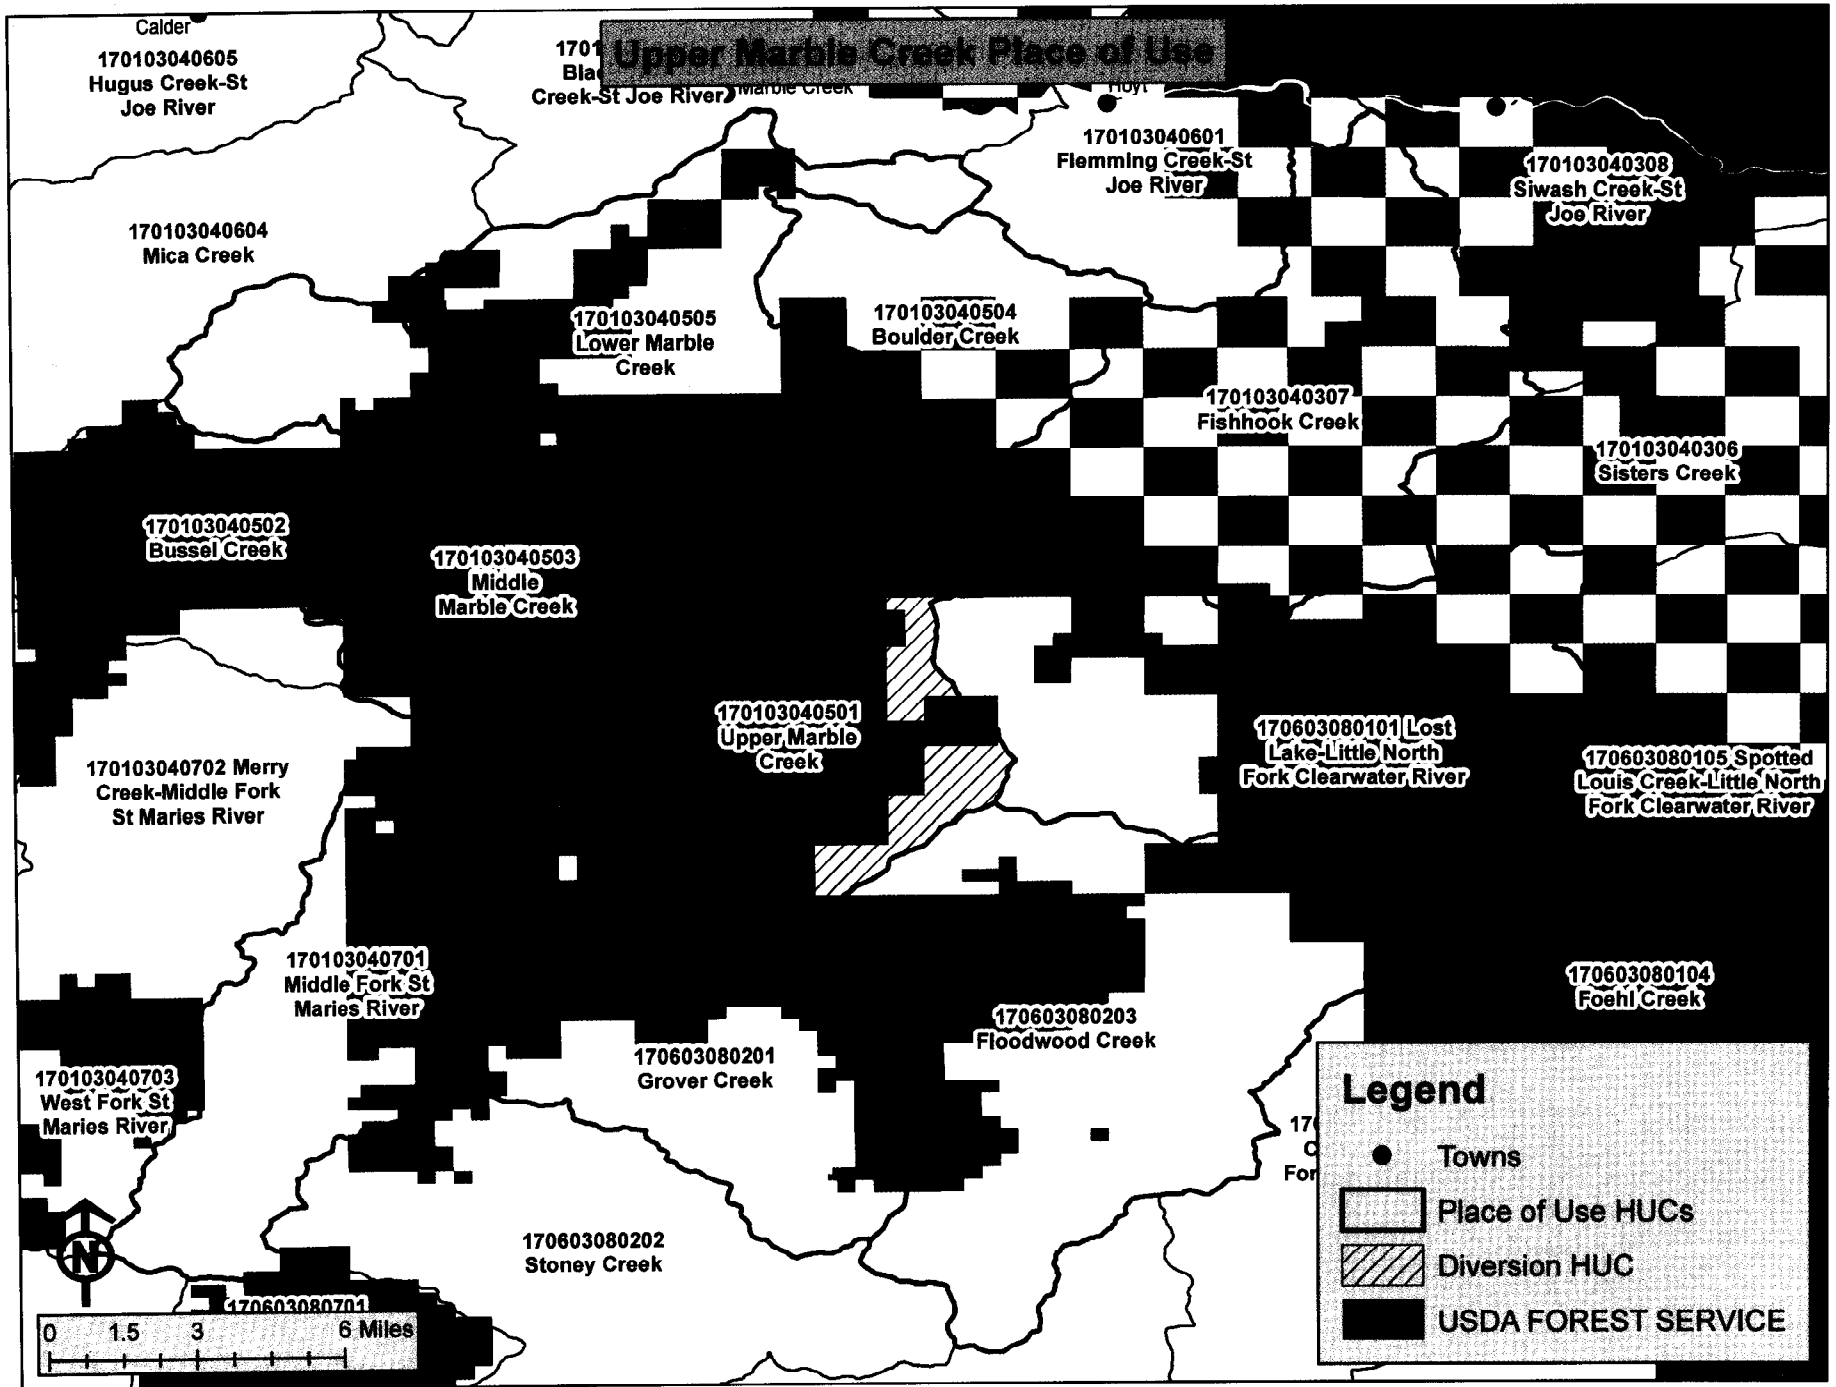 Calder
170103040605
Hugus Creek-St
Joe River
Upper Marble Creek Place of Use
1701
Creek-St Joe River
Marble Creek
Hoyt
170103040601
Flemming Creek-St
Joe River
170103040308
Siwash Creek-St
Joe River
170103040604
Mica Creek
170103040505
Lower Marble
Creek
170103040504
Boulder Creek
170103040307
Fishhook Creek
170103040306
Sisters Creek
170103040502
Bussel Creek
170103040503
Middle
Marble Creek
170103040501
Upper Marble
Creek
170603080101 Lost
Lake-Little North
Fork Clearwater River
170603080105 Spotted
Louis Creek-Little North
Fork Clearwater River
170103040702 Merry
Creek-Middle Fork
St Maries River
170103040701
Middle Fork St
Maries River
170603080104
Foehl Creek
170603080203
Floodwood Creek
170603080201
Grover Creek
170103040703
West Fork St
Maries River
170603080202
Stoney Creek
170603080701
N
0 1.5 3 6 Miles
Legend
Towns
Place of Use HUCs
Diversion HUC
USDA FOREST SERVICE